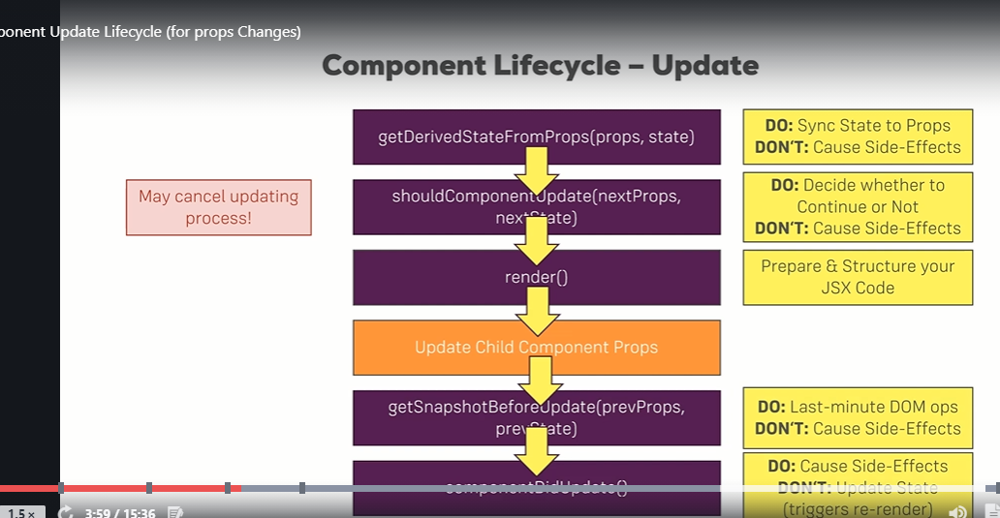 ponent Update Lifecycle (for props Changes)
Component Lifecycle – Update
getDerivedStateFromProps(props, state)
DO: Sync State to Props
DON'T: Cause Side-Effects
May cancel updating
process!
shouldComponentUpdate(nextProps,
nextState)
DO: Decide whether to
Continue or Not
DON'T: Cause Side-Effects
render()
Prepare & Structure your
JSX Code
Update Child Component Props
getSnapshotBeforeUpdate(prevProps,
prevState)
DO: Last-minute DOM ops
DON'T: Cause Side-Effects
componentDidUpdate()
DO: Cause Side-Effects
DON'T: Update State
(triggers re-render)
1.5×
3:59 / 15:36